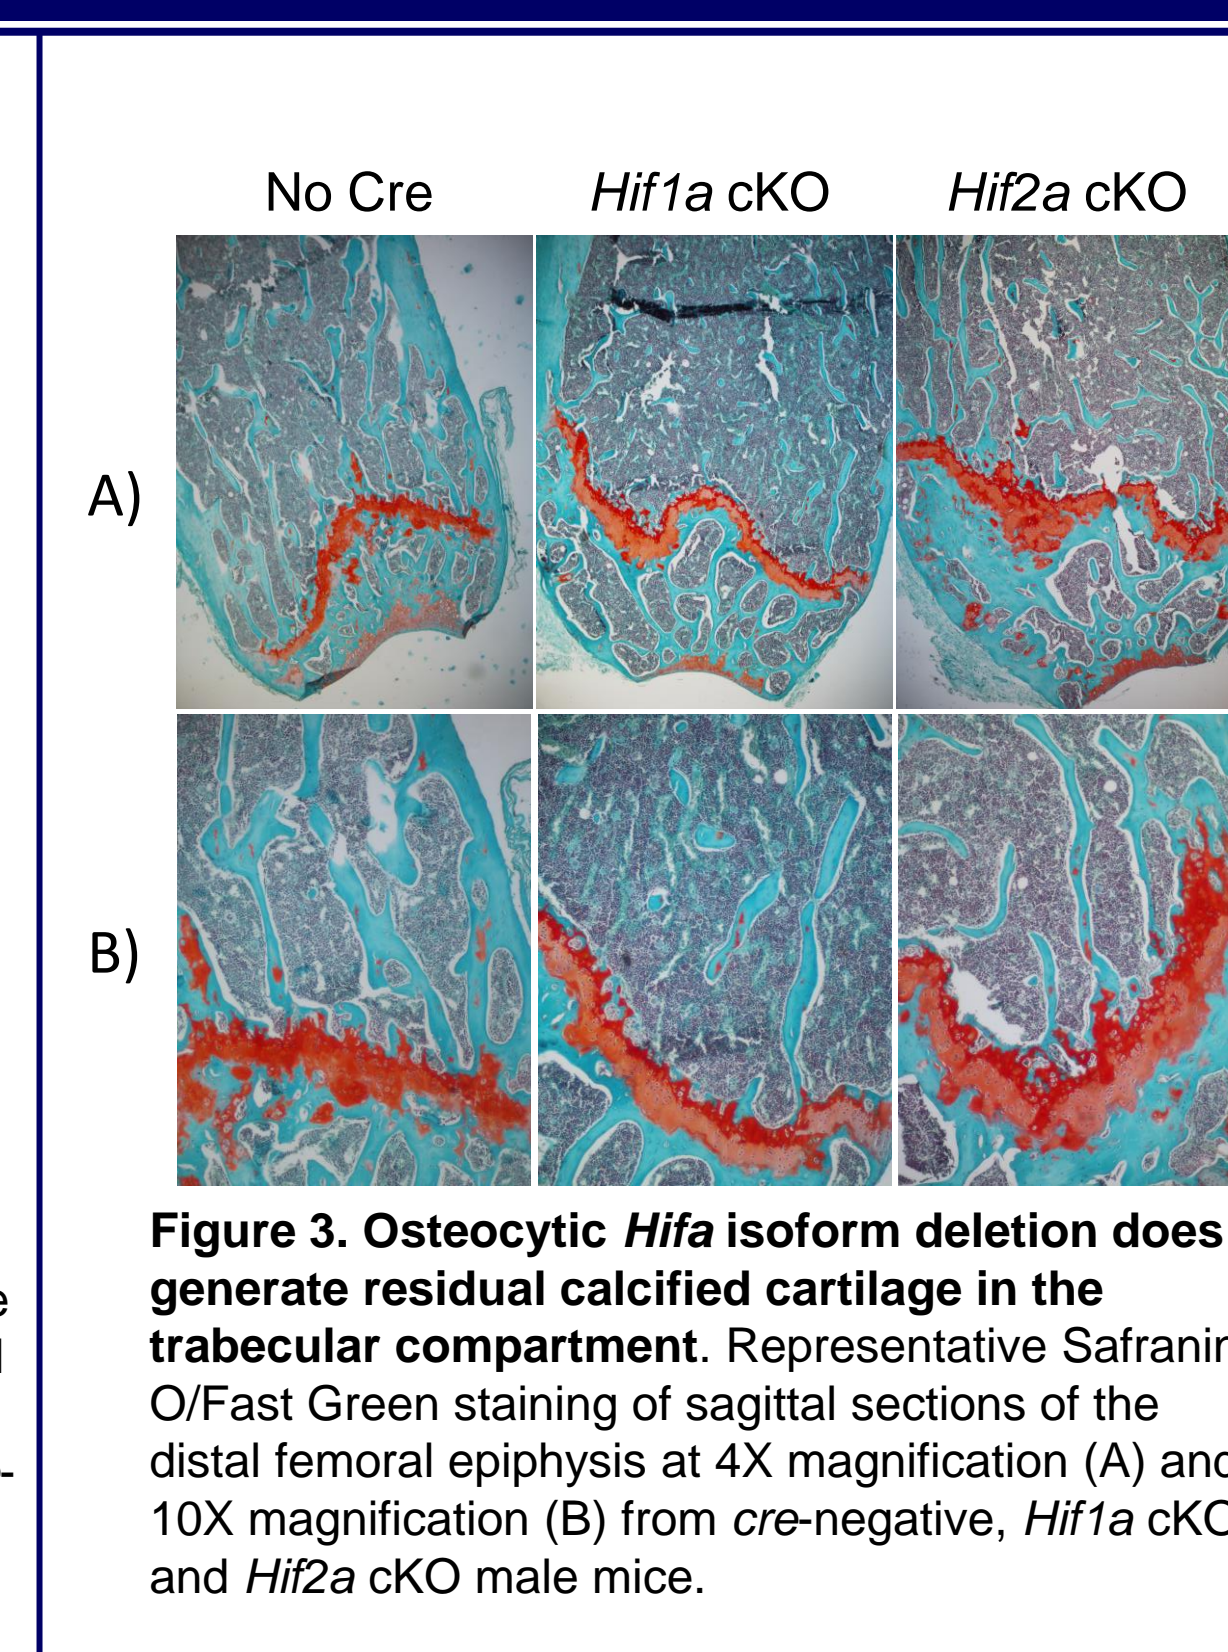 No Cre Hif1a cKO Hif2a cKO
A)
B)
Figure 3. Osteocytic Hifa isoform deletion does
generate residual calcified cartilage in the
trabecular compartment. Representative Safranin
O/Fast Green staining of sagittal sections of the
distal femoral epiphysis at 4X magnification (A) and
10X magnification (B) from cre-negative, Hif1a cKO
and Hif2a cKO male mice.